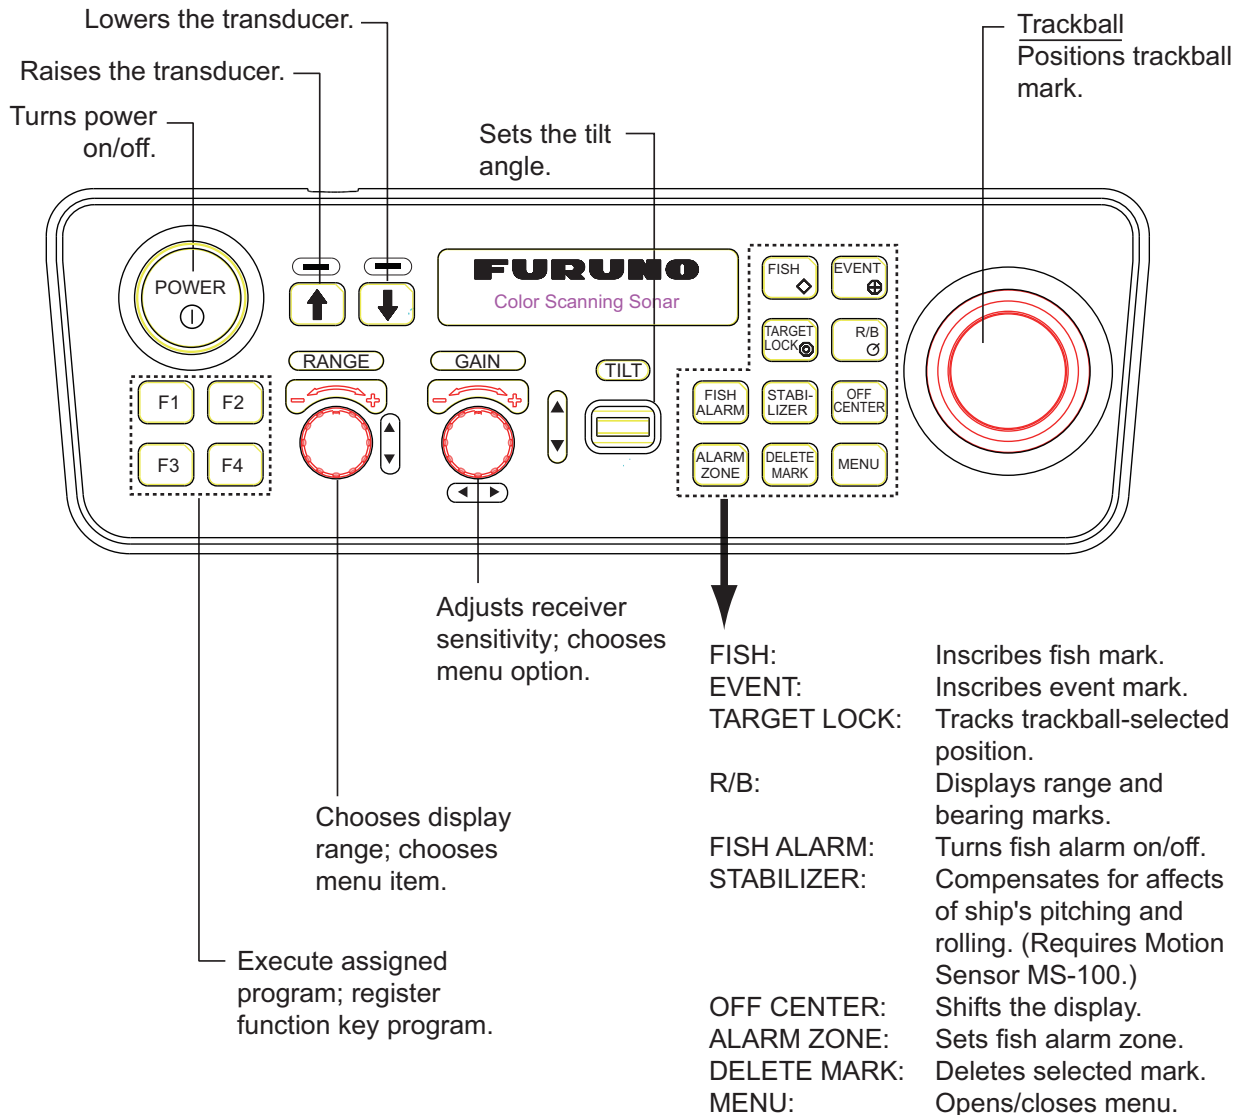 Lowers the transducer.
Raises the transducer.
Turns power
on/off.
Sets the tilt
angle.
Trackball
Positions trackball
mark.
POWER
FURUNO
Color Scanning Sonar
FISH
EVENT
TARGET
LOCK
R/B
RANGE
GAIN
TILT
F1
F2
F3
F4
FISH
ALARM
STABI-
LIZER
OFF
CENTER
ALARM
ZONE
DELETE
MARK
MENU
Adjusts receiver
sensitivity; chooses
menu option.
Chooses display
range; chooses
menu item.
Execute assigned
program; register
function key program.
FISH: Inscribes fish mark.
EVENT: Inscribes event mark.
TARGET LOCK: Tracks trackball-selected
position.
R/B: Displays range and
bearing marks.
FISH ALARM: Turns fish alarm on/off.
STABILIZER: Compensates for affects
of ship's pitching and
rolling. (Requires Motion
Sensor MS-100.)
OFF CENTER: Shifts the display.
ALARM ZONE: Sets fish alarm zone.
DELETE MARK: Deletes selected mark.
MENU: Opens/closes menu.